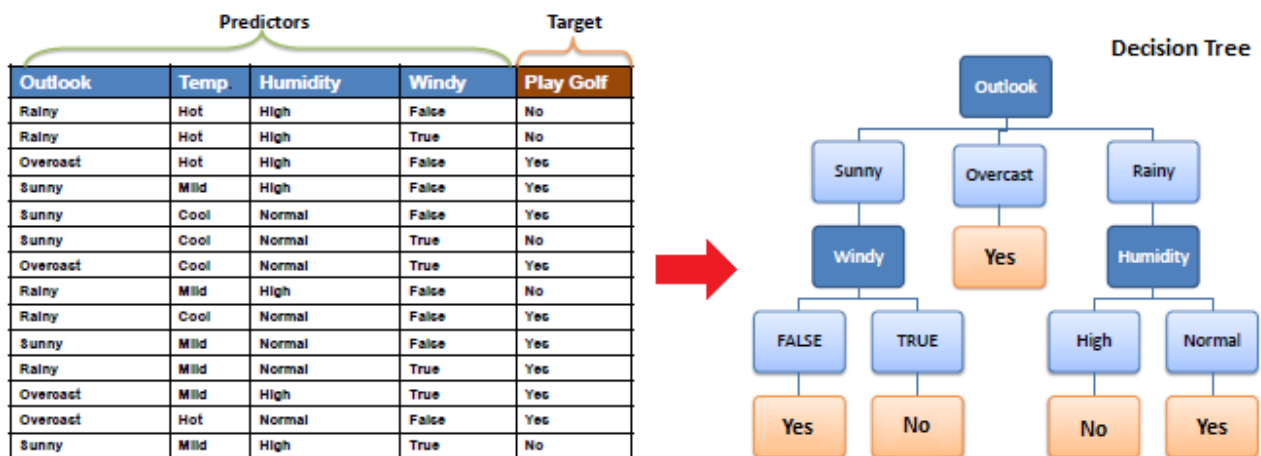 Predictors Target
Outlook Temp. Humidity Windy Play Golf
Rainy Hot High False No
Rainy Hot High True No
Overcast Hot High False Yes
Sunny Mild High False Yes
Sunny Cool Normal False Yes
Sunny Cool Normal True No
Overcast Cool Normal True Yes
Rainy Mild High False No
Rainy Cool Normal False Yes
Sunny Mild Normal False Yes
Rainy Mild Normal True Yes
Overcast Mild High True Yes
Overcast Hot Normal False Yes
Sunny Mild High True No
Decision Tree
Outlook
Sunny Overcast Rainy
Windy Yes Humidity
FALSE TRUE High Normal
Yes No No Yes